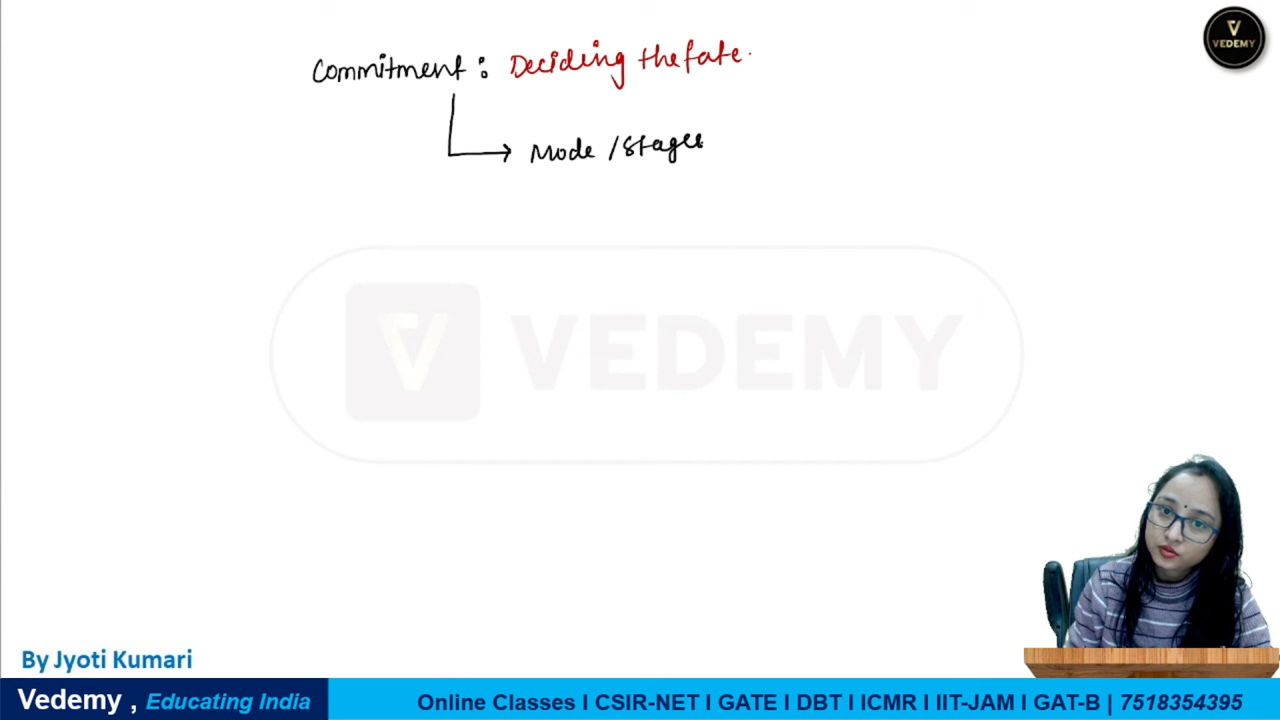 Commitment : Deciding the fate.
V
VEDEMY
Mode / Stages
VEDEMY
By Jyoti Kumari
Vedemy , Educating India
Online Classes I CSIR-NET I GATE I DBT I ICMR I IIT-JAM I GAT-B | 7518354395